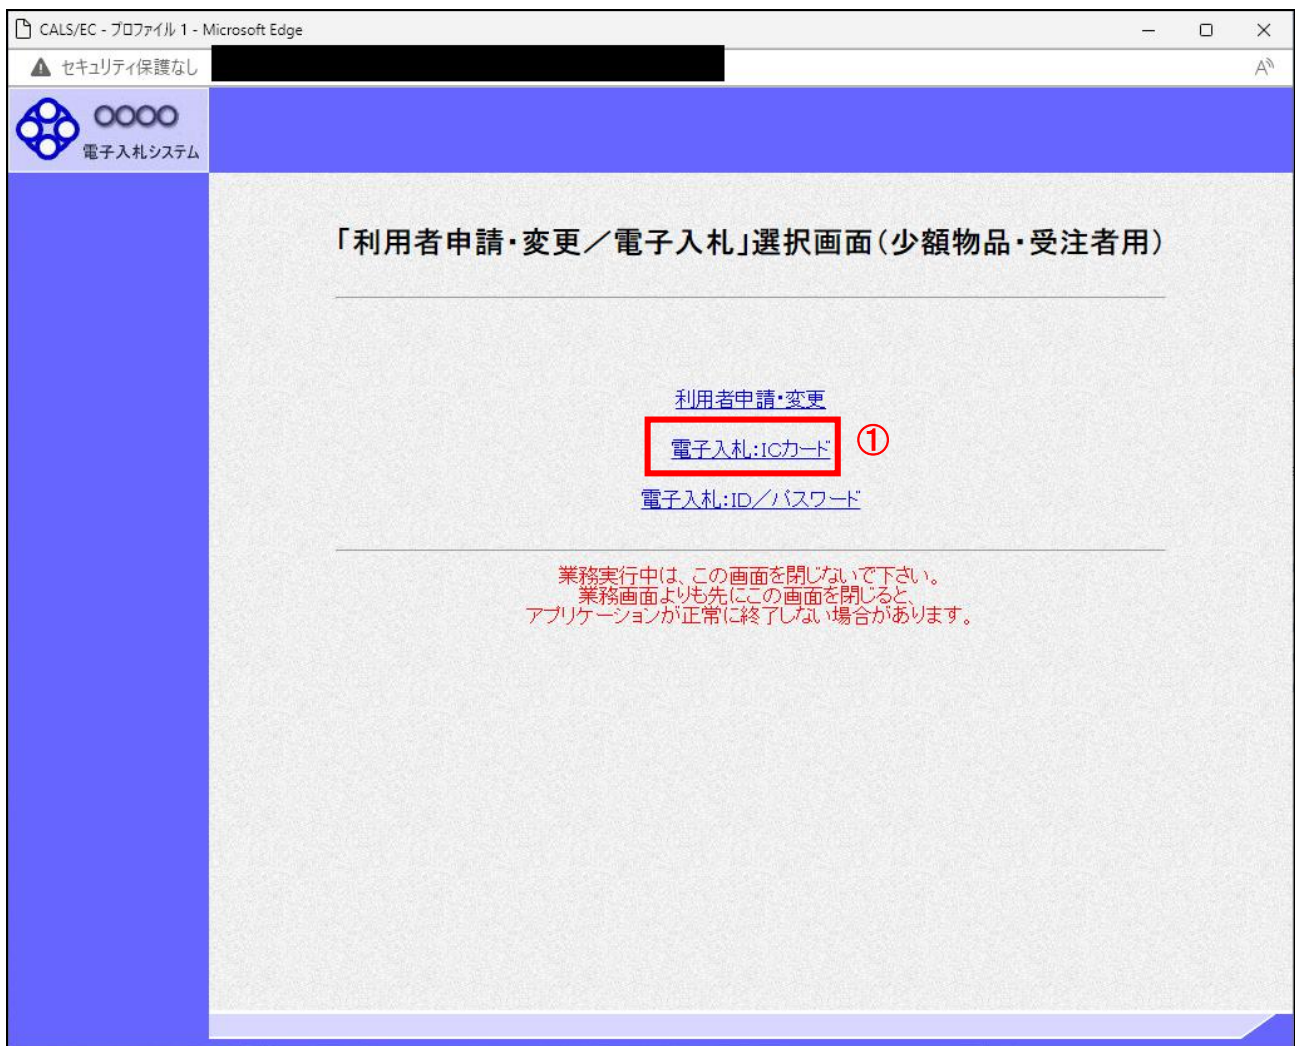 CALS/EC - プロファイル 1 - Microsoft Edge
セキュリティ保護なし
〇〇〇〇
電子入札システム
「利用者申請・変更／電子入札」選択画面（少額物品・受注者用）
利用者申請・変更
電子入札：ICカード
①
電子入札：ID／パスワード
業務実行中は、この画面を閉じないで下さい。
業務画面よりも先にこの画面を閉じると、
アプリケーションが正常に終了しない場合があります。